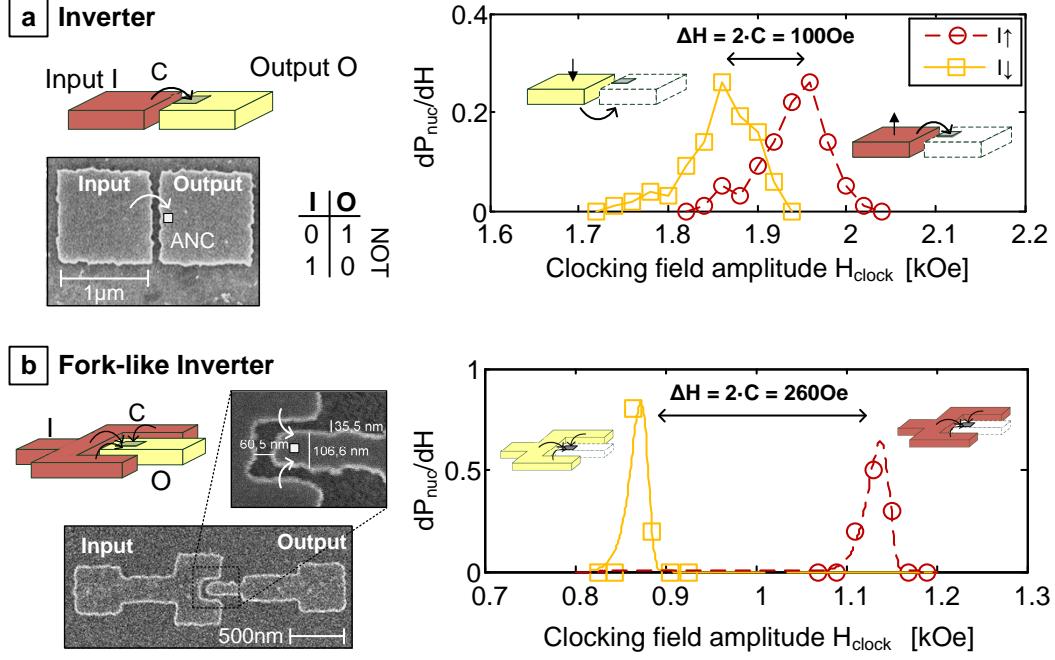 a Inverter
Input I
C
Output O
Input
Output
ANC
1µm
I O
0 1
1 0
NOT
0.4
0.2
0
dP_nuc/dH
ΔH = 2·C = 100Oe
I↑
I↓
1.6 1.7 1.8 1.9 2 2.1 2.2
Clocking field amplitude H_clock [kOe]
b Fork-like Inverter
I
C
O
35,5 nm
60,5 nm
106,6 nm
Input
Output
500nm
1
0.5
0
dP_nuc/dH
ΔH = 2·C = 260Oe
0.7 0.8 0.9 1 1.1 1.2 1.3
Clocking field amplitude H_clock [kOe]